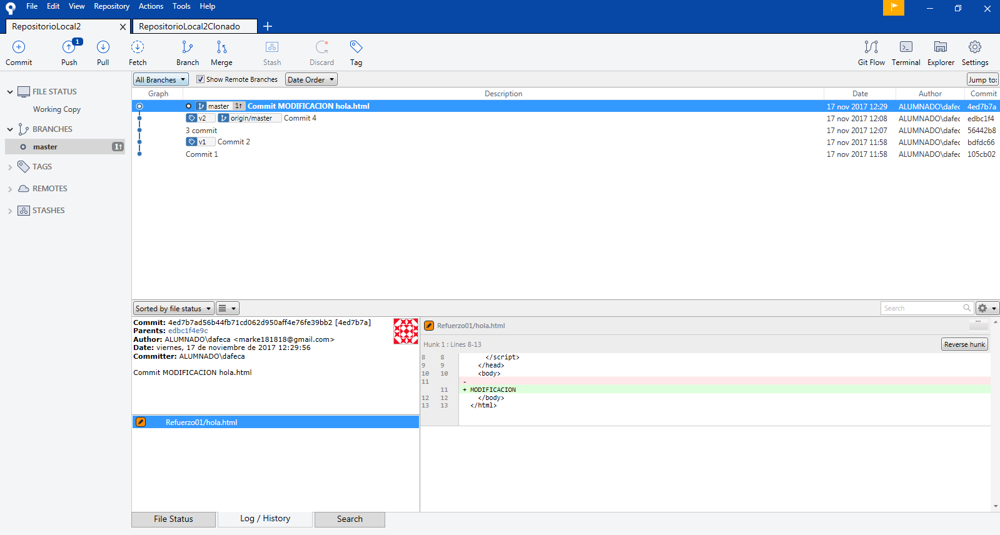 File Edit View Repository Actions Tools Help
RepositorioLocal2 RepositorioLocal2Clonado
1
Commit Push Pull Fetch Branch Merge Stash Discard Tag Git Flow Terminal Explorer Settings
All Branches Show Remote Branches Date Order Jump to:
FILE STATUS
Working Copy
BRANCHES
master 1↑
TAGS
REMOTES
STASHES
Graph Description Date Author Commit
master 1↑ Commit MODIFICACION hola.html 17 nov 2017 12:29 ALUMNADO\dafec 4ed7b7a
v2 origin/master Commit 4 17 nov 2017 12:08 ALUMNADO\dafec edbc1f4
3 commit 17 nov 2017 12:07 ALUMNADO\dafec 56442b8
v1 Commit 2 17 nov 2017 11:58 ALUMNADO\dafec bdfdc66
Commit 1 17 nov 2017 11:58 ALUMNADO\dafec 105cb02
Sorted by file status Search
Commit: 4ed7b7ad56b44fb71cd062d950aff4e76fe39bb2 [4ed7b7a]
Parents: edbc1f4e9c
Author: ALUMNADO\dafeca <marke181818@gmail.com>
Date: viernes, 17 de noviembre de 2017 12:29:56
Committer: ALUMNADO\dafeca
Commit MODIFICACION hola.html
Refuerzo01/hola.html
Refuerzo01/hola.html
Hunk 1 : Lines 8-13 Reverse hunk
8 8 </script>
9 9 </head>
10 10 <body>
11 -
11 + MODIFICACION
12 12 </body>
13 13 </html>
File Status Log / History Search